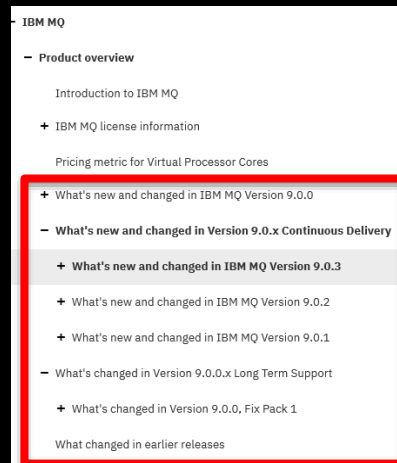 − IBM MQ
− Product overview
Introduction to IBM MQ
+ IBM MQ license information
Pricing metric for Virtual Processor Cores
+ What's new and changed in IBM MQ Version 9.0.0
− What's new and changed in Version 9.0.x Continuous Delivery
+ What's new and changed in IBM MQ Version 9.0.3
+ What's new and changed in IBM MQ Version 9.0.2
+ What's new and changed in IBM MQ Version 9.0.1
− What's changed in Version 9.0.0.x Long Term Support
+ What's changed in Version 9.0.0, Fix Pack 1
What changed in earlier releases